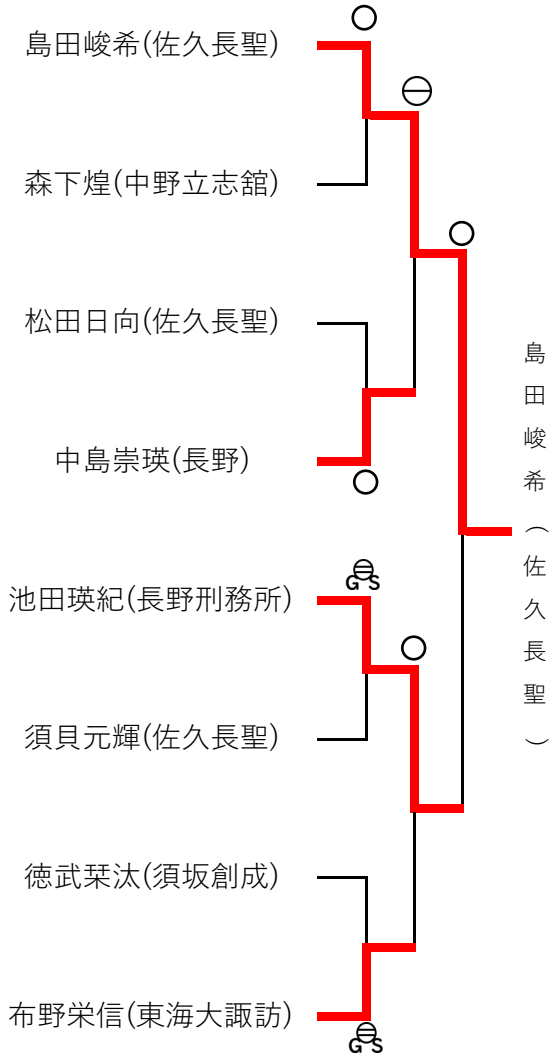 島田峻希(佐久長聖)
森下煌(中野立志舘)
松田日向(佐久長聖)
中島崇瑛(長野)
GS
池田瑛紀(長野刑務所)
須貝元輝(佐久長聖)
徳武栞汰(須坂創成)
布野栄信(東海大諏訪)
GS
島田峻希(佐久長聖)